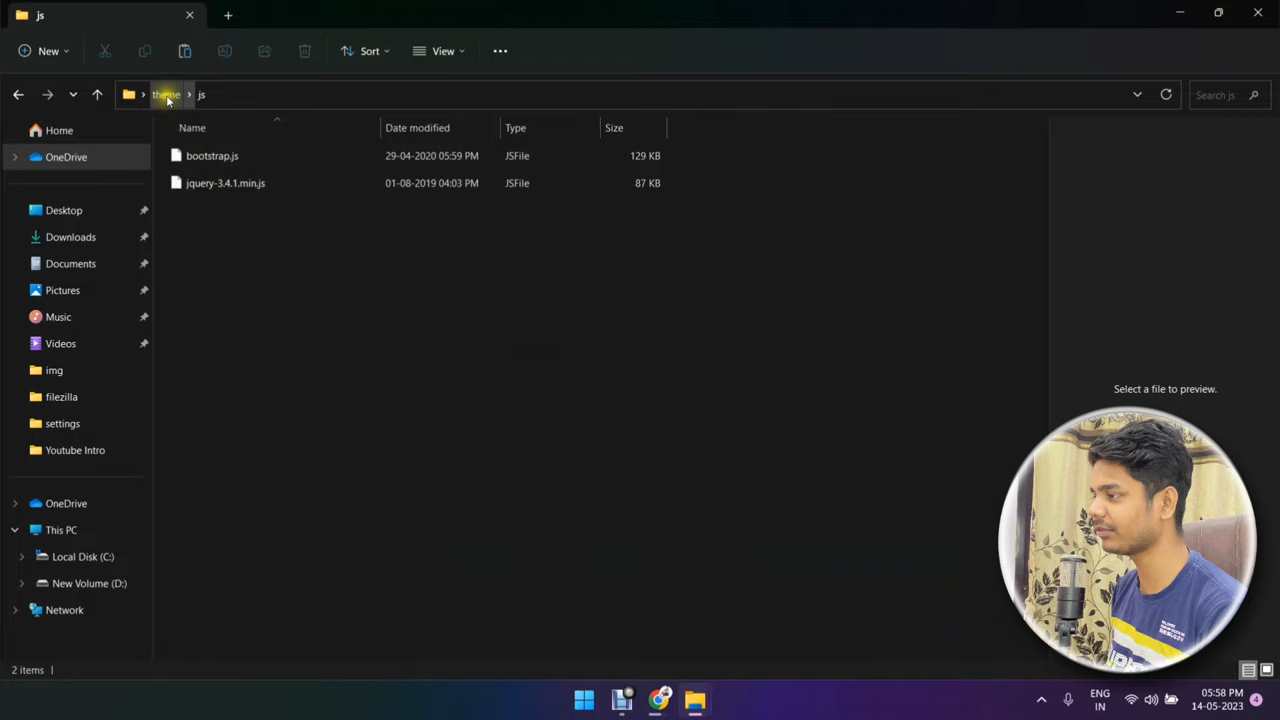 js
New
Sort
View
theme
js
Search js
Home
OneDrive
Desktop
Downloads
Documents
Pictures
Music
Videos
img
filezilla
settings
Youtube Intro
OneDrive
This PC
Local Disk (C:)
New Volume (D:)
Network
Name Date modified Type Size
bootstrap.js 29-04-2020 05:59 PM JSFile 129 KB
jquery-3.4.1.min.js 01-08-2019 04:03 PM JSFile 87 KB
Select a file to preview.
2 items
ENG
IN
05:58 PM
14-05-2023
4